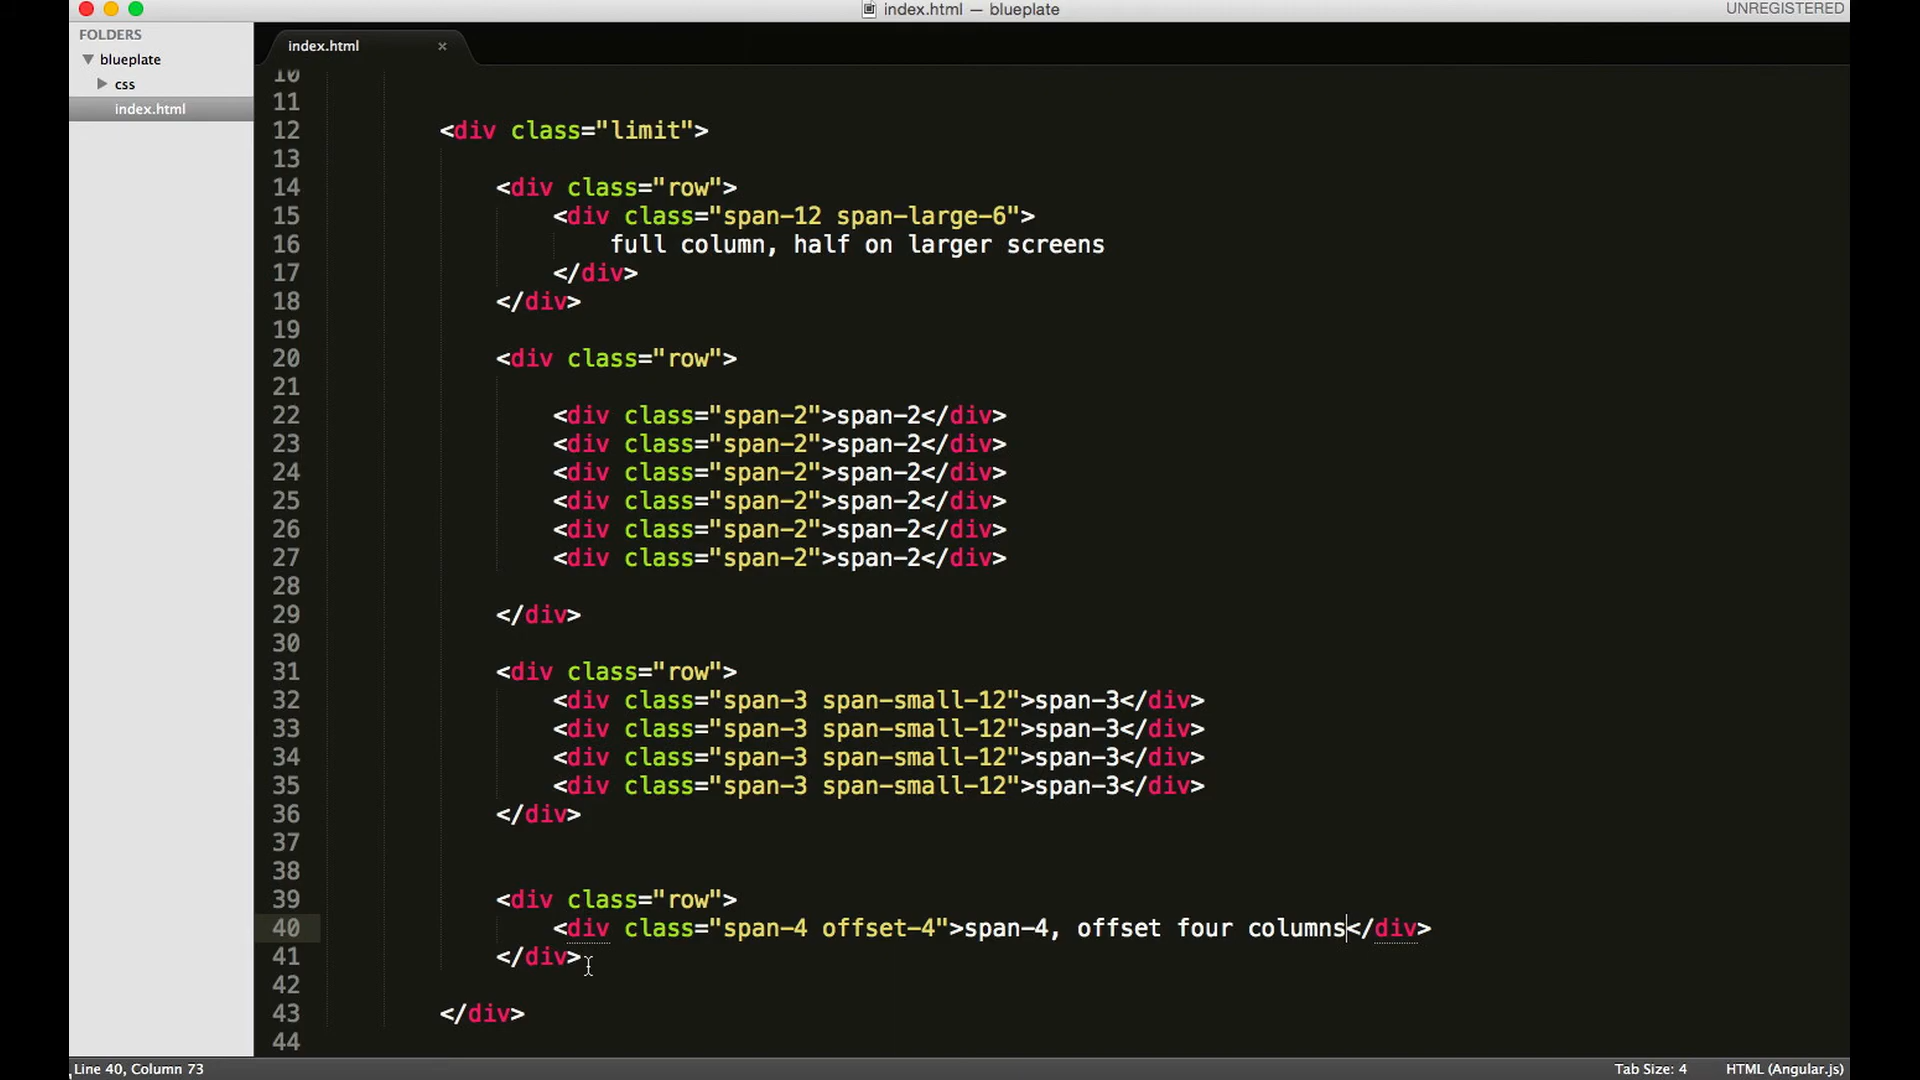 index.html — blueplate
UNREGISTERED
FOLDERS
blueplate
css
index.html
index.html ×
10
11
12 <div class="limit">
13
14 <div class="row">
15 <div class="span-12 span-large-6">
16 full column, half on larger screens
17 </div>
18 </div>
19
20 <div class="row">
21
22 <div class="span-2">span-2</div>
23 <div class="span-2">span-2</div>
24 <div class="span-2">span-2</div>
25 <div class="span-2">span-2</div>
26 <div class="span-2">span-2</div>
27 <div class="span-2">span-2</div>
28
29 </div>
30
31 <div class="row">
32 <div class="span-3 span-small-12">span-3</div>
33 <div class="span-3 span-small-12">span-3</div>
34 <div class="span-3 span-small-12">span-3</div>
35 <div class="span-3 span-small-12">span-3</div>
36 </div>
37
38
39 <div class="row">
40 <div class="span-4 offset-4">span-4, offset four columns</div>
41 </div>
42
43 </div>
44
Line 40, Column 73
Tab Size: 4
HTML (Angular.js)